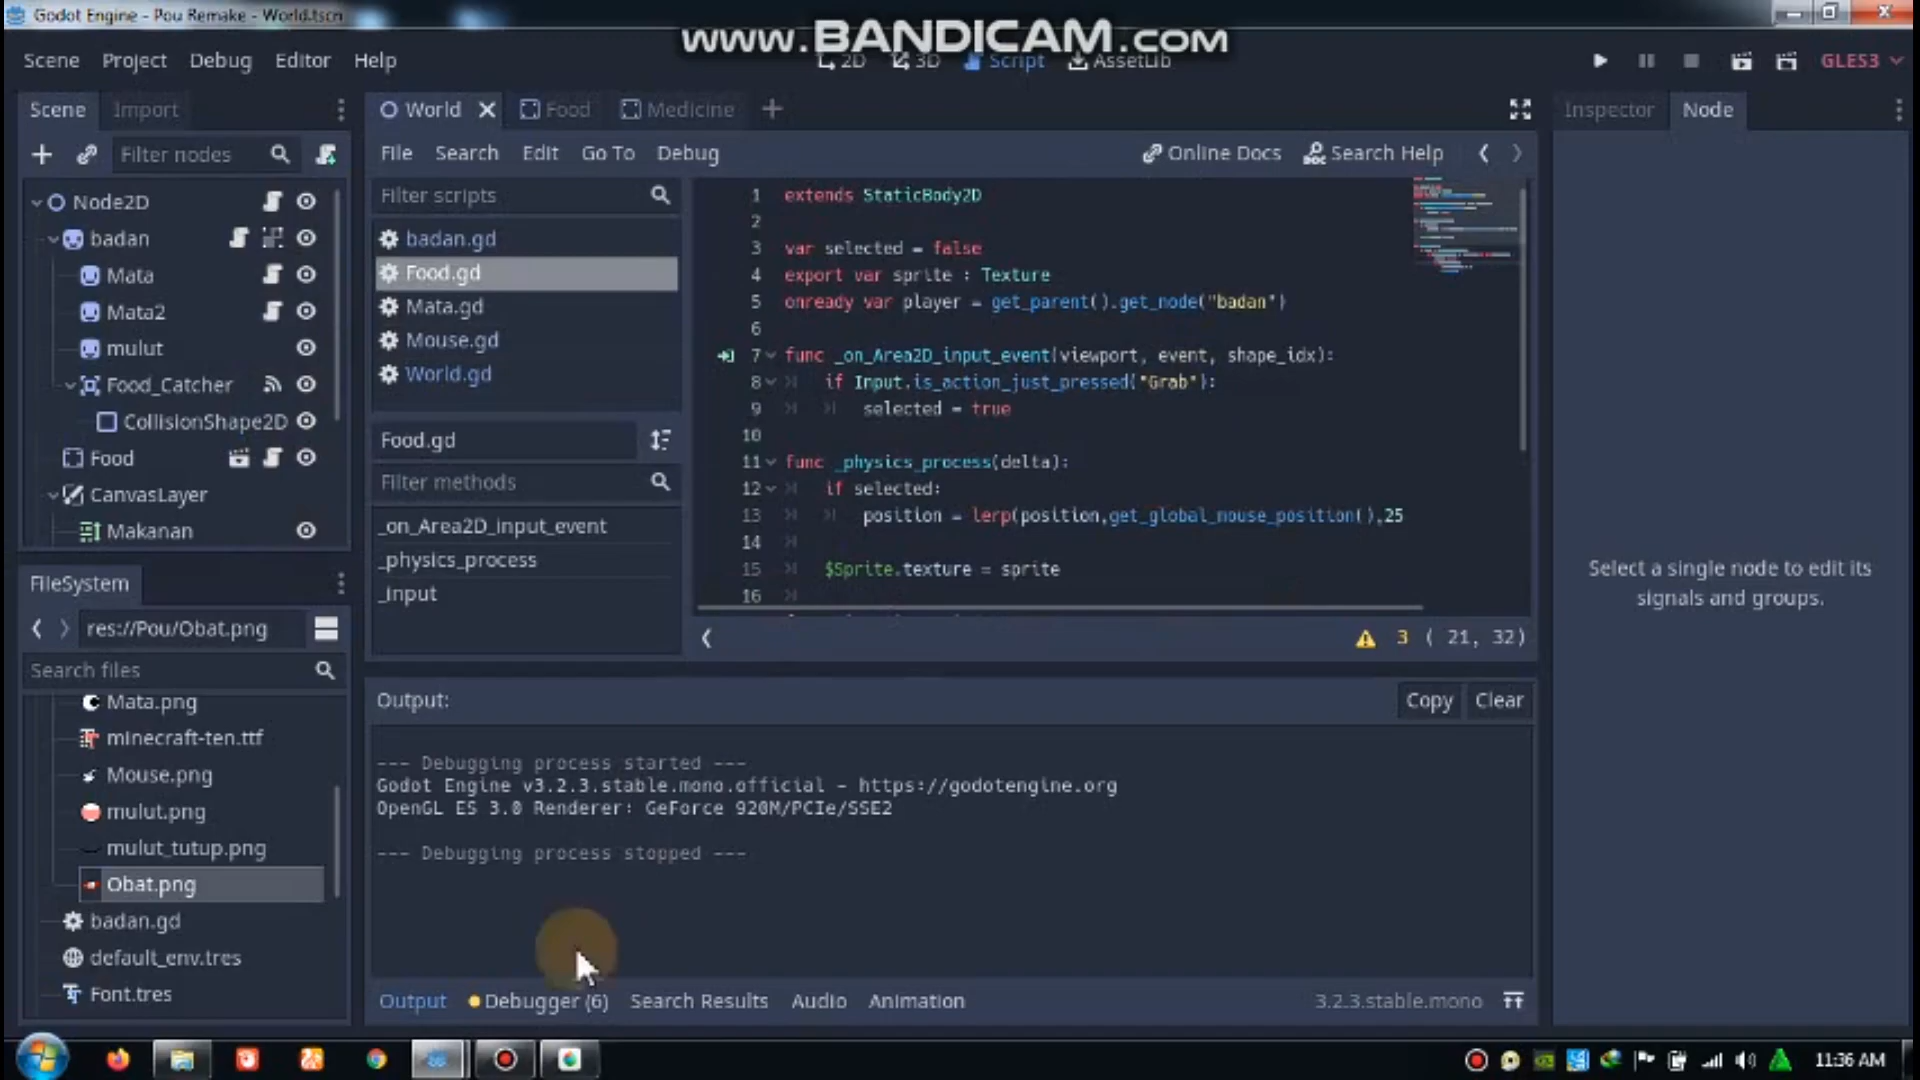 Godot Engine - Pou Remake - World.tscn
www.BANDICAM.com
Scene Project Debug Editor Help
2D 3D Script AssetLib
GLES3
Scene Import
World Food Medicine
Inspector Node
Filter nodes
File Search Edit Go To Debug
Online Docs Search Help
Node2D
badan
Mata
Mata2
mulut
Food_Catcher
CollisionShape2D
Food
CanvasLayer
Makanan
Filter scripts
badan.gd
Food.gd
Mata.gd
Mouse.gd
World.gd
Food.gd
Filter methods
_on_Area2D_input_event
_physics_process
_input
1 extends StaticBody2D
2
3 var selected = false
4 export var sprite : Texture
5 onready var player = get_parent().get_node("badan")
6
7 func _on_Area2D_input_event(viewport, event, shape_idx):
8 if Input.is_action_just_pressed("Grab"):
9 selected = true
10
11 func _physics_process(delta):
12 if selected:
13 position = lerp(position,get_global_mouse_position(),25
14
15 $Sprite.texture = sprite
16
3 ( 21, 32)
Select a single node to edit its
signals and groups.
FileSystem
res://Pou/Obat.png
Search files
Mata.png
minecraft-ten.ttf
Mouse.png
mulut.png
mulut_tutup.png
Obat.png
badan.gd
default_env.tres
Font.tres
Output:
Copy Clear
--- Debugging process started ---
Godot Engine v3.2.3.stable.mono.official - https://godotengine.org
OpenGL ES 3.0 Renderer: GeForce 920M/PCIe/SSE2
--- Debugging process stopped ---
Output Debugger (6) Search Results Audio Animation
3.2.3.stable.mono
11:36 AM